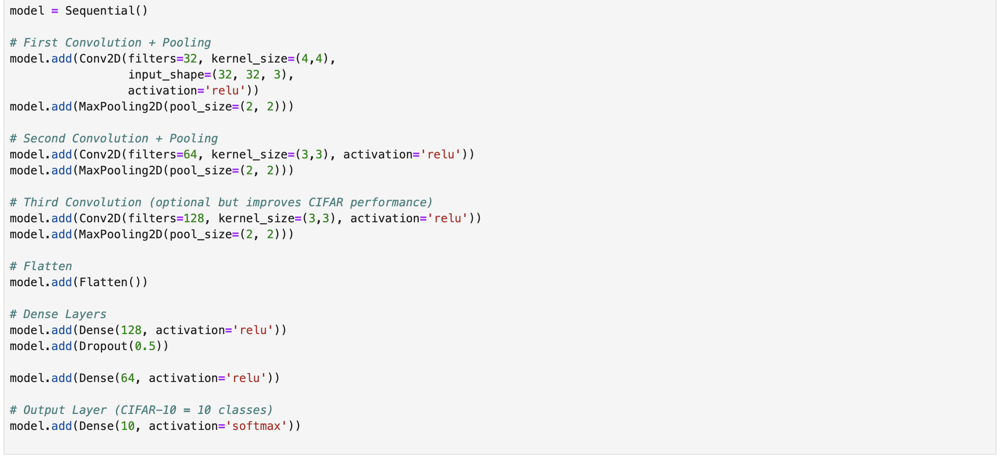 model = Sequential()
# First Convolution + Pooling
model.add(Conv2D(filters=32, kernel_size=(4,4),
                 input_shape=(32, 32, 3),
                 activation='relu'))
model.add(MaxPooling2D(pool_size=(2, 2)))
# Second Convolution + Pooling
model.add(Conv2D(filters=64, kernel_size=(3,3), activation='relu'))
model.add(MaxPooling2D(pool_size=(2, 2)))
# Third Convolution (optional but improves CIFAR performance)
model.add(Conv2D(filters=128, kernel_size=(3,3), activation='relu'))
model.add(MaxPooling2D(pool_size=(2, 2)))
# Flatten
model.add(Flatten())
# Dense Layers
model.add(Dense(128, activation='relu'))
model.add(Dropout(0.5))
model.add(Dense(64, activation='relu'))
# Output Layer (CIFAR-10 = 10 classes)
model.add(Dense(10, activation='softmax'))